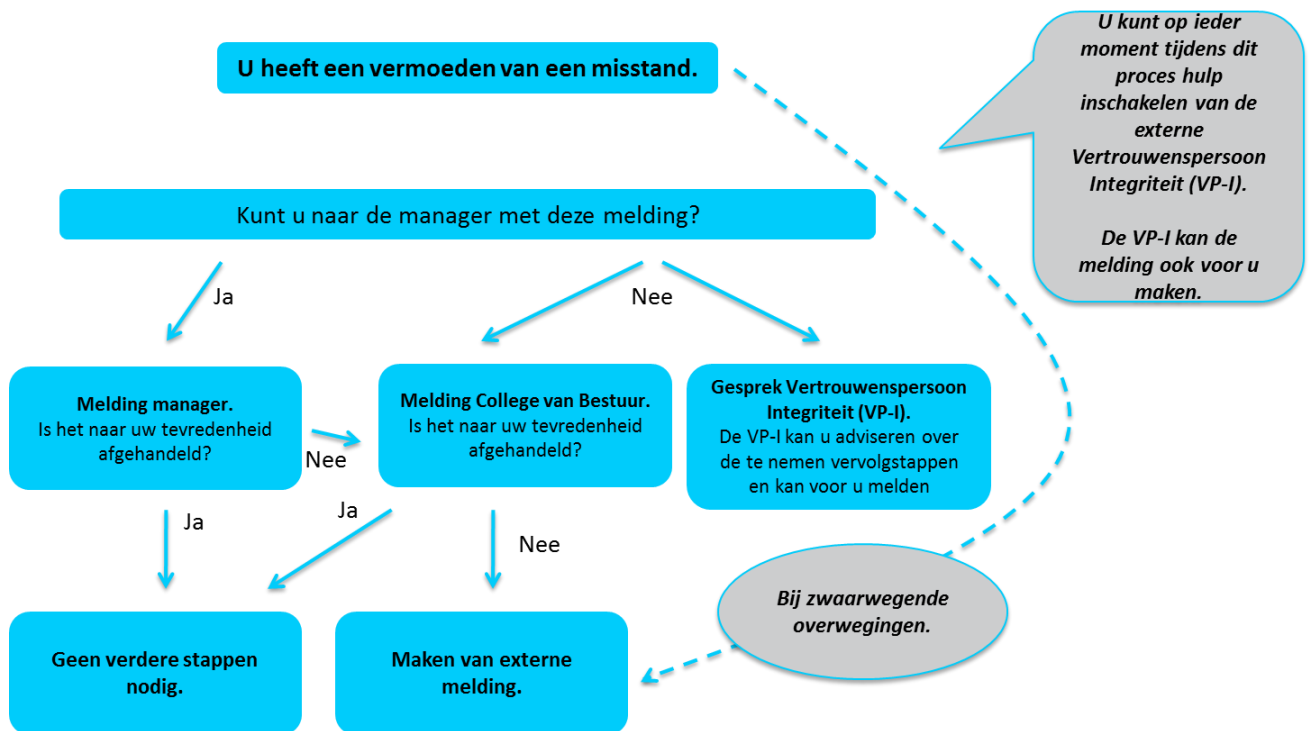 U heeft een vermoeden van een misstand.
U kunt op ieder
moment tijdens dit
proces hulp
inschakelen van de
externe
Vertrouwenspersoon
Integriteit (VP-I).
De VP-I kan de
melding ook voor u
maken.
Kunt u naar de manager met deze melding?
Ja
Nee
Melding manager.
Is het naar uw tevredenheid
afgehandeld?
Nee
Melding College van Bestuur.
Is het naar uw tevredenheid
afgehandeld?
Gesprek Vertrouwenspersoon
Integriteit (VP-I).
De VP-I kan u adviseren over
de te nemen vervolgstappen
en kan voor u melden
Ja
Ja
Nee
Bij zwaarwegende
overwegingen.
Geen verdere stappen
nodig.
Maken van externe
melding.